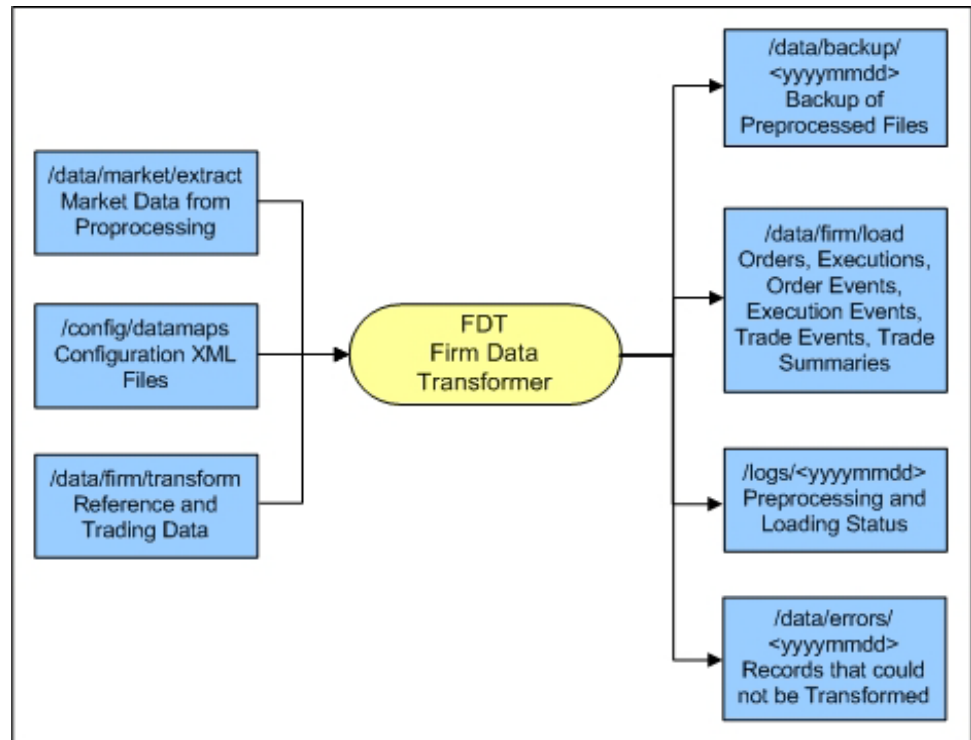 /data/market/extract
Market Data from
Proprocessing
/config/datamaps
Configuration XML
Files
/data/firm/transform
Reference and
Trading Data
FDT
Firm Data
Transformer
/data/backup/
<yyyymmdd>
Backup of
Preprocessed Files
/data/firm/load
Orders, Executions,
Order Events,
Execution Events,
Trade Events, Trade
Summaries
/logs/<yyyymmdd>
Preprocessing and
Loading Status
/data/errors/
<yyyymmdd>
Records that could
not be Transformed